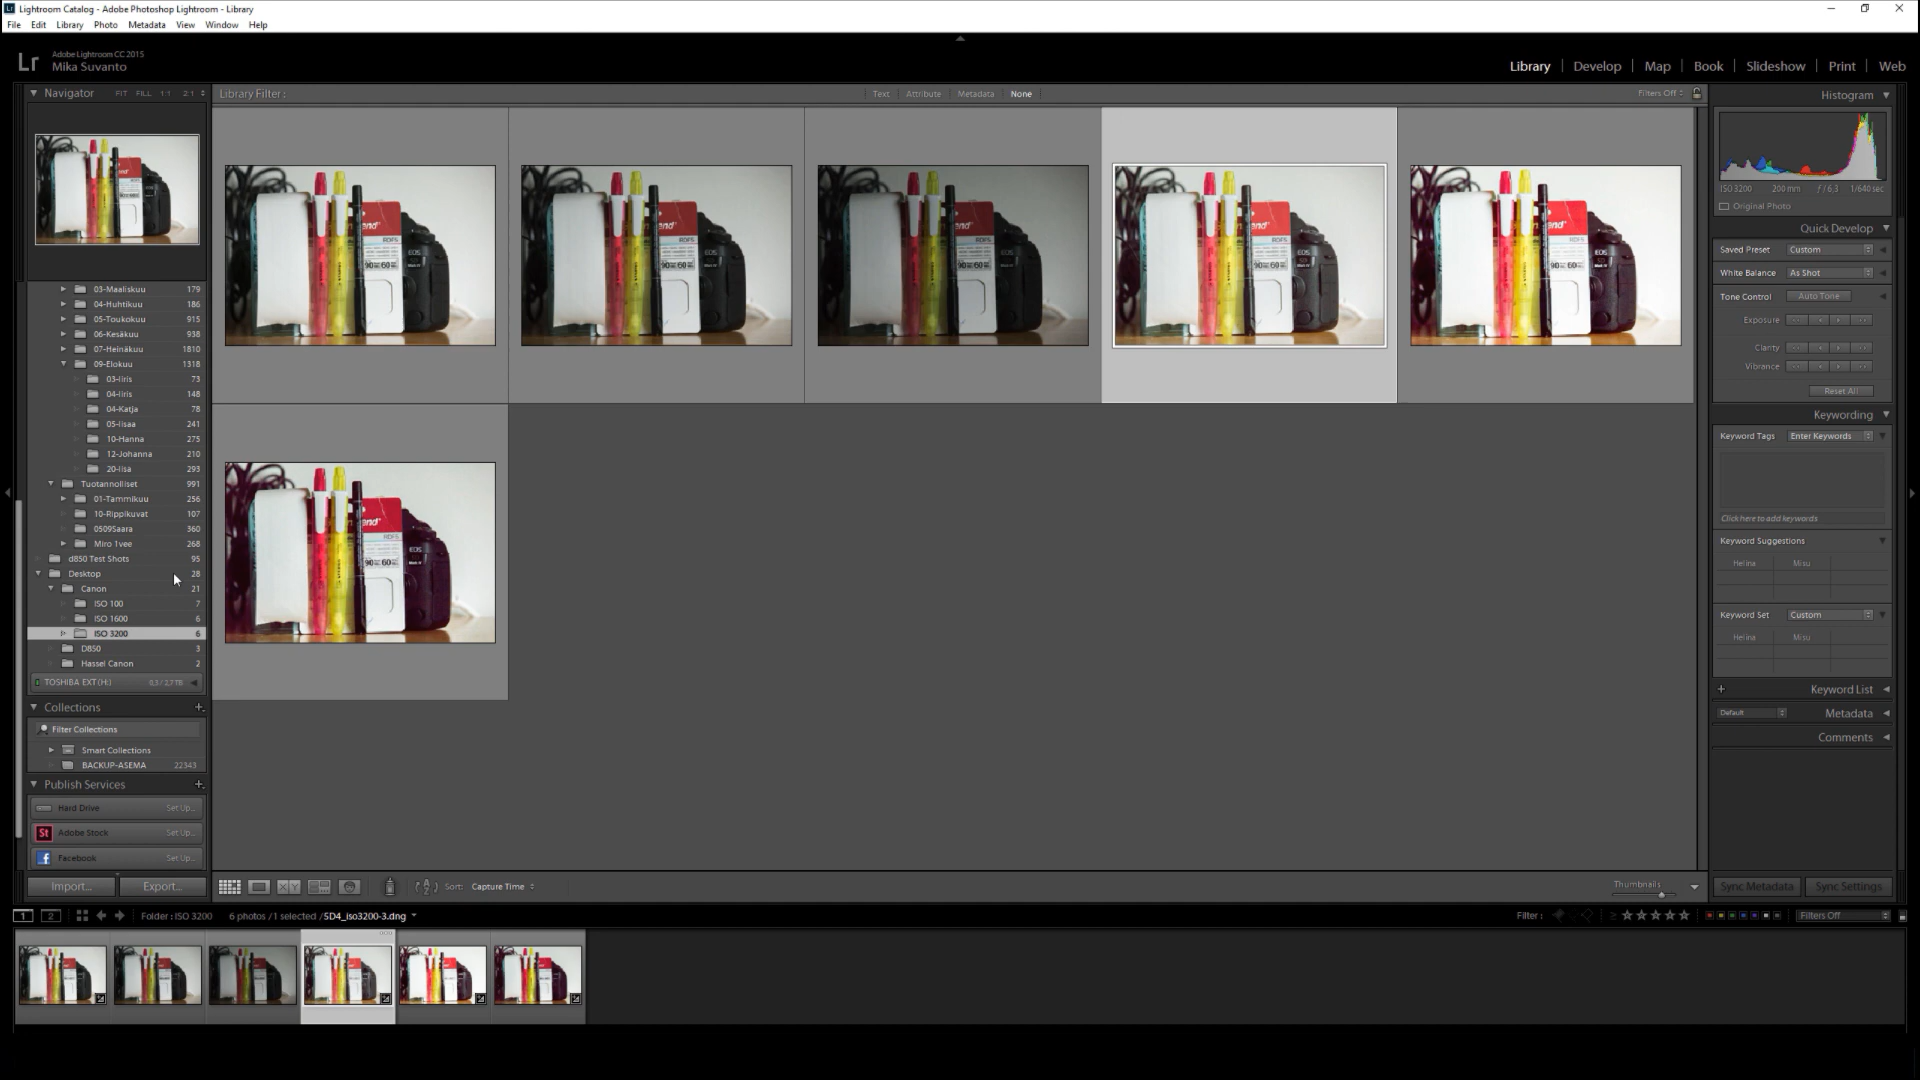 Lightroom Catalog - Adobe Photoshop Lightroom - Library
File Edit Library Photo Metadata View Window Help
Lr Adobe Lightroom CC 2015
Mika Suvanto
Library Develop Map Book Slideshow Print Web
Navigator FIT FILL 1:1 2:1
Library Filter :
Text Attribute Metadata None
Filters Off
Histogram
ISO 3200 200 mm f / 6,3 1/640 sec
Original Photo
Quick Develop
Saved Preset Custom
White Balance As Shot
Tone Control Auto Tone
Exposure
Clarity
Vibrance
Reset All
Keywording
Keyword Tags Enter Keywords
Click here to add keywords
Keyword Suggestions
Helina Misu
Keyword Set Custom
Helina Misu
Keyword List
Default Metadata
Comments
03-Maaliskuu 179
04-Huhtikuu 186
05-Toukokuu 915
06-Kesäkuu 938
07-Heinäkuu 1810
09-Elokuu 1318
03-Iiris 73
04-Iiris 148
04-Katja 78
05-Iisaa 241
10-Hanna 275
12-Johanna 210
20-Iisa 293
Tuotannolliset 991
01-Tammikuu 256
10-Rippikuvat 107
0509Saara 360
Miro 1vee 268
d850 Test Shots 95
Desktop 28
Canon 21
ISO 100 7
ISO 1600 6
ISO 3200 6
D850 3
Hassel Canon 2
TOSHIBA EXT (H:) 0,3 / 2,7 TB
Collections
Filter Collections
Smart Collections
BACKUP-ASEMA 22343
Publish Services
Hard Drive Set Up...
St Adobe Stock Set Up...
f Facebook Set Up...
Import... Export...
Sort: Capture Time
Thumbnails
Sync Metadata Sync Settings
1 2 Folder : ISO 3200 6 photos / 1 selected / 5D4_iso3200-3.dng
Filter : Filters Off